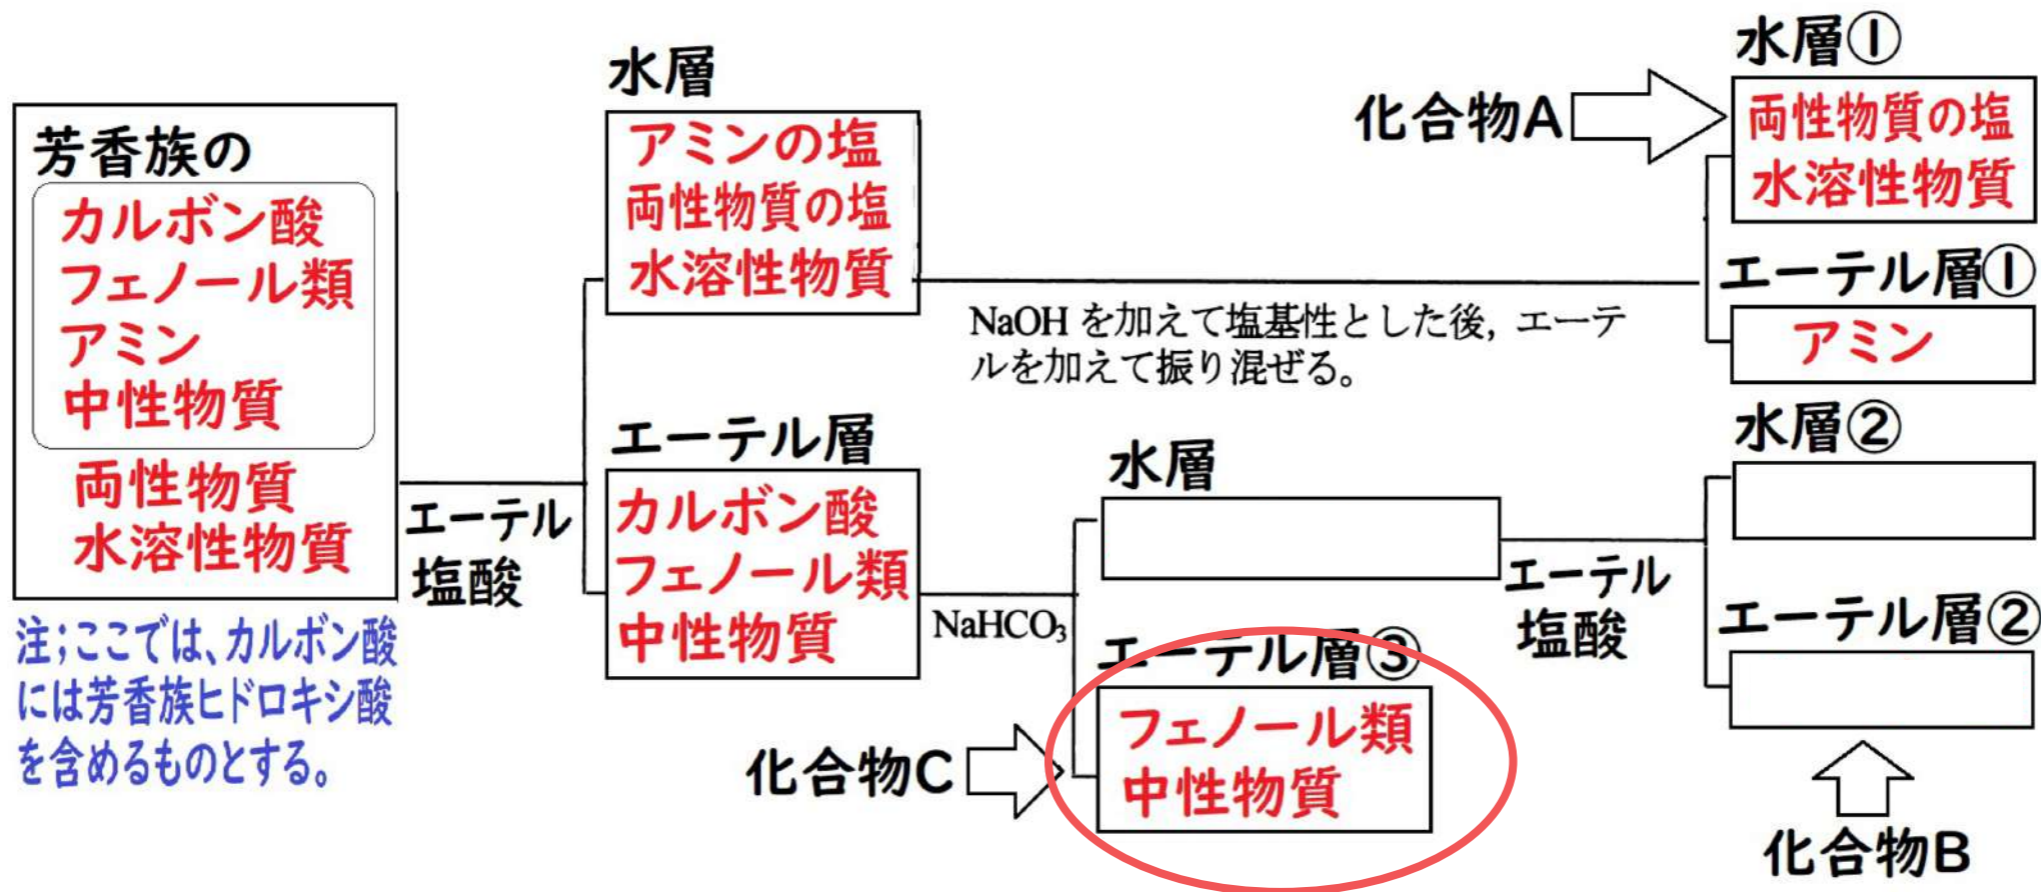 芳香族の
カルボン酸
フェノール類
アミン
中性物質
両性物質
水溶性物質
注;ここでは、カルボン酸
には芳香族ヒドロキシ酸
を含めるものとする。
エーテル
塩酸
水層
アミンの塩
両性物質の塩
水溶性物質
エーテル層
カルボン酸
フェノール類
中性物質
NaOH を加えて塩基性とした後, エーテ
ルを加えて振り混ぜる。
化合物A
水層①
両性物質の塩
水溶性物質
エーテル層①
アミン
NaHCO₃
水層
エーテル層③
フェノール類
中性物質
化合物C
エーテル
塩酸
水層②
エーテル層②
化合物B